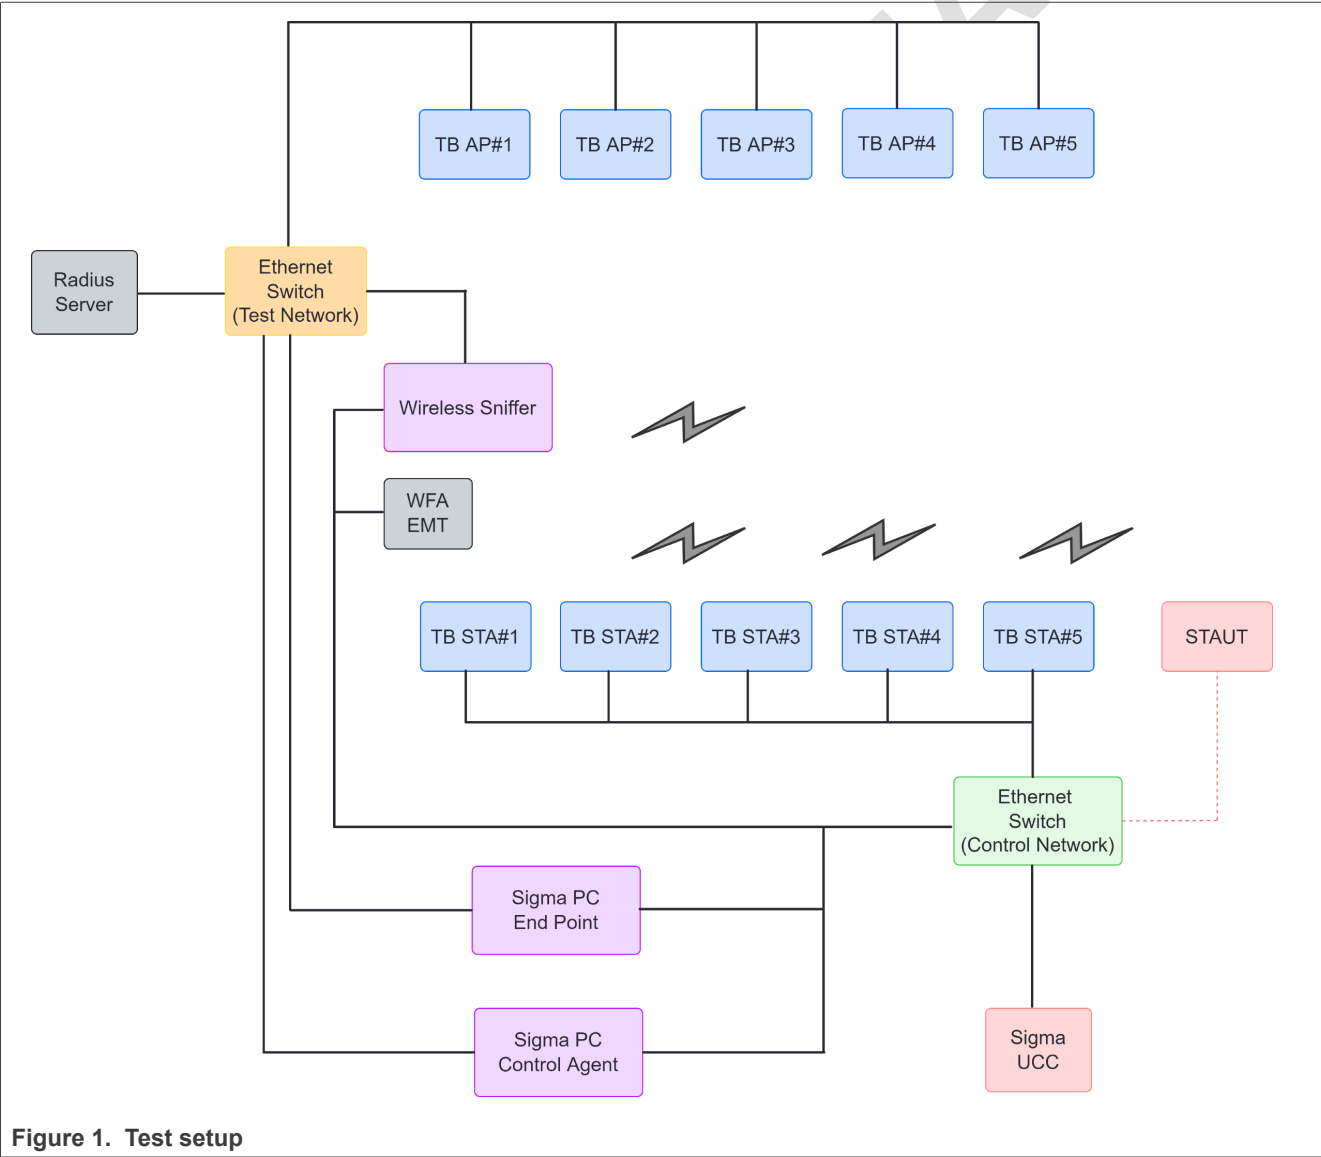 TB AP#1
TB AP#2
TB AP#3
TB AP#4
TB AP#5
Radius
Server
Ethernet
Switch
(Test Network)
Wireless Sniffer
WFA
EMT
TB STA#1
TB STA#2
TB STA#3
TB STA#4
TB STA#5
STAUT
Ethernet
Switch
(Control Network)
Sigma PC
End Point
Sigma PC
Control Agent
Sigma
UCC
Figure 1. Test setup